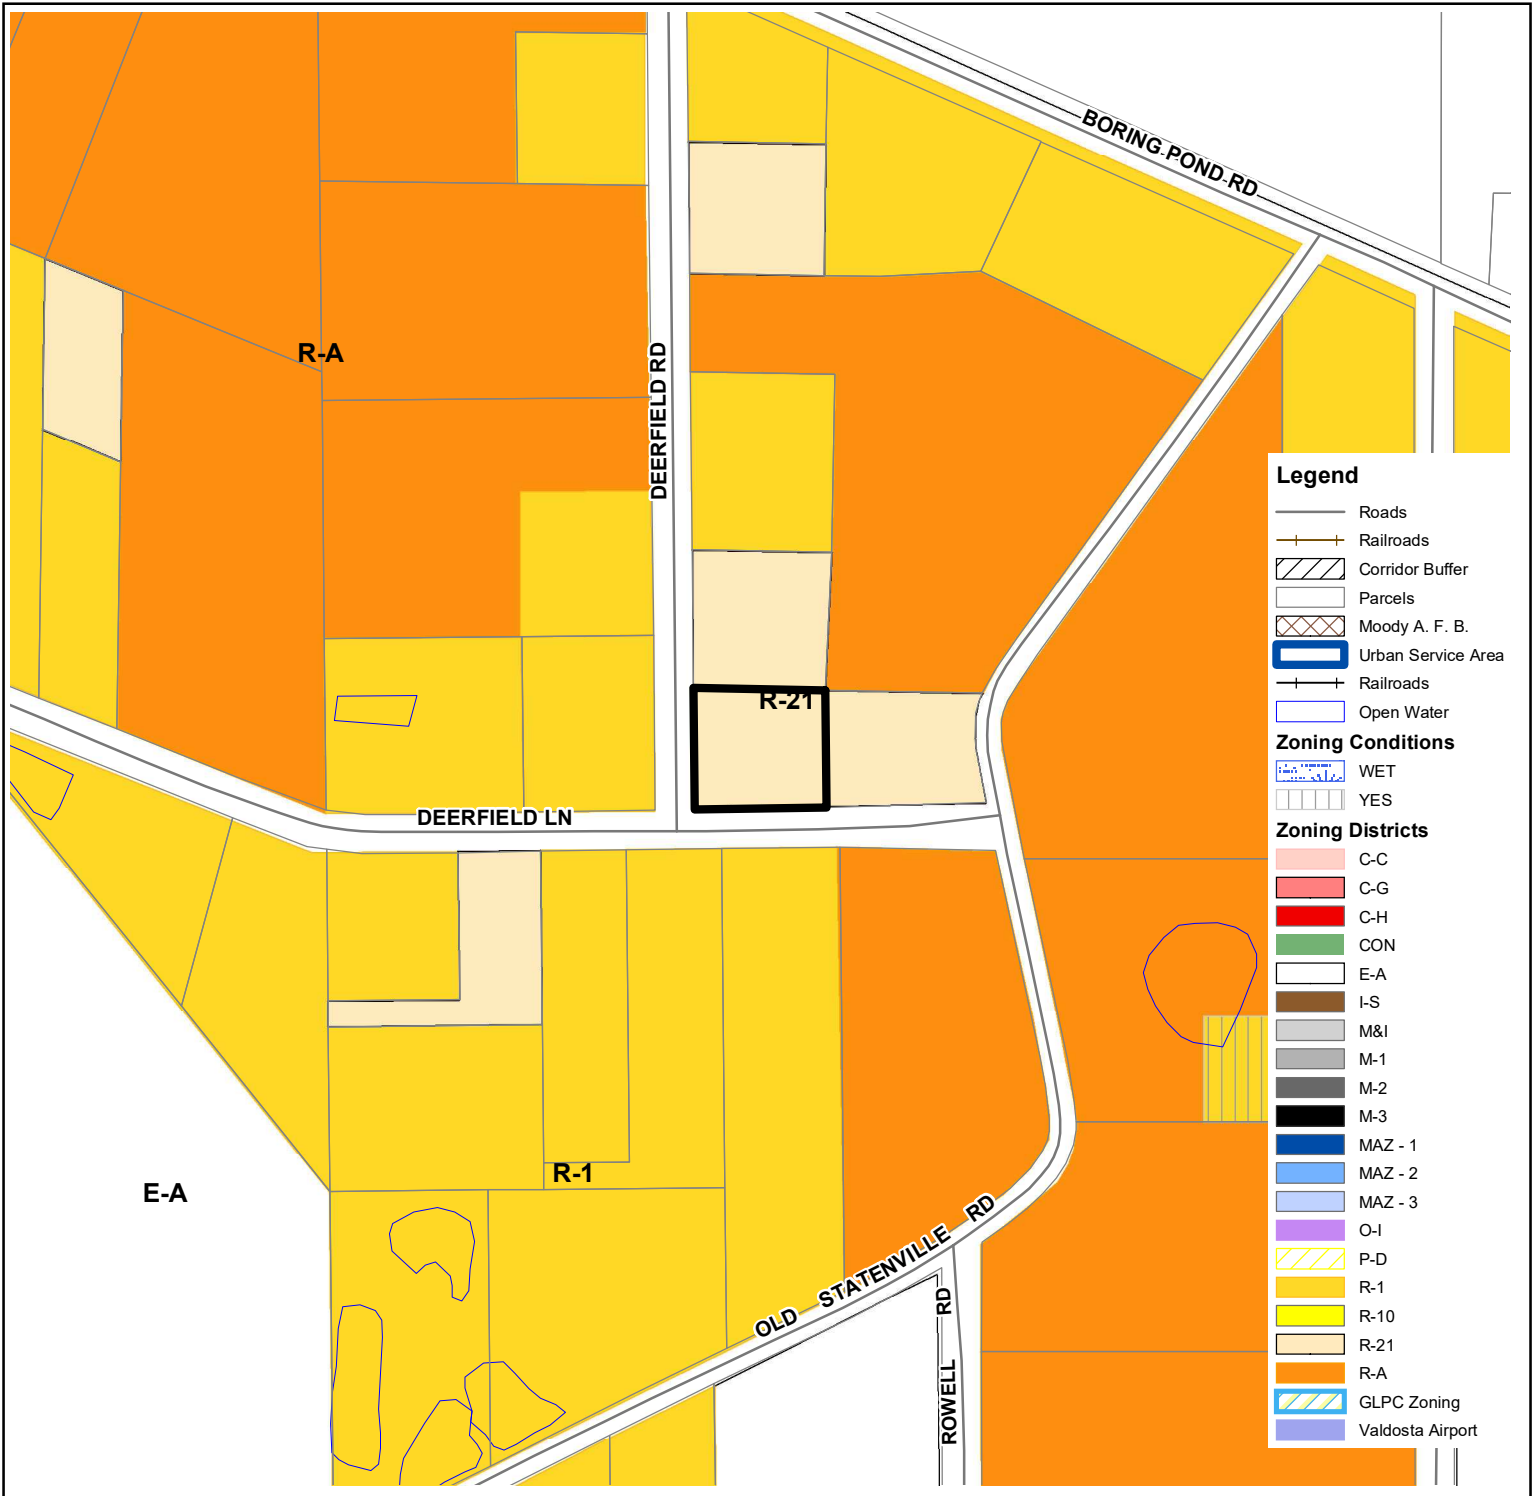 BORING POND RD
R-A
DEERFIELD RD
R-21
DEERFIELD LN
R-1
E-A
OLD STATENVILLE RD
ROWELL RD
Legend
Roads
Railroads
Corridor Buffer
Parcels
Moody A. F. B.
Urban Service Area
Railroads
Open Water
Zoning Conditions
WET
YES
Zoning Districts
C-C
C-G
C-H
CON
E-A
I-S
M&I
M-1
M-2
M-3
MAZ - 1
MAZ - 2
MAZ - 3
O-I
P-D
R-1
R-10
R-21
R-A
GLPC Zoning
Valdosta Airport